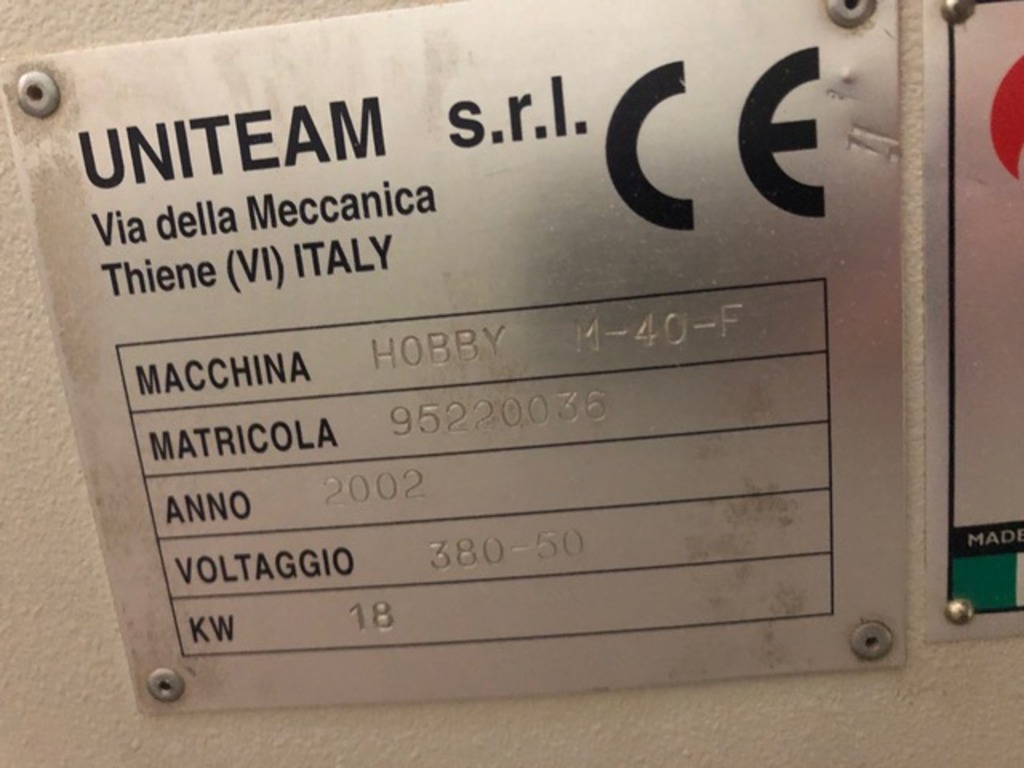 UNITEAM s.r.l. CE
Via della Meccanica
Thiene (VI) ITALY
MACCHINA HOBBY M-40-F
MATRICOLA 95220036
ANNO 2002
VOLTAGGIO 380-50
KW 18
MADE